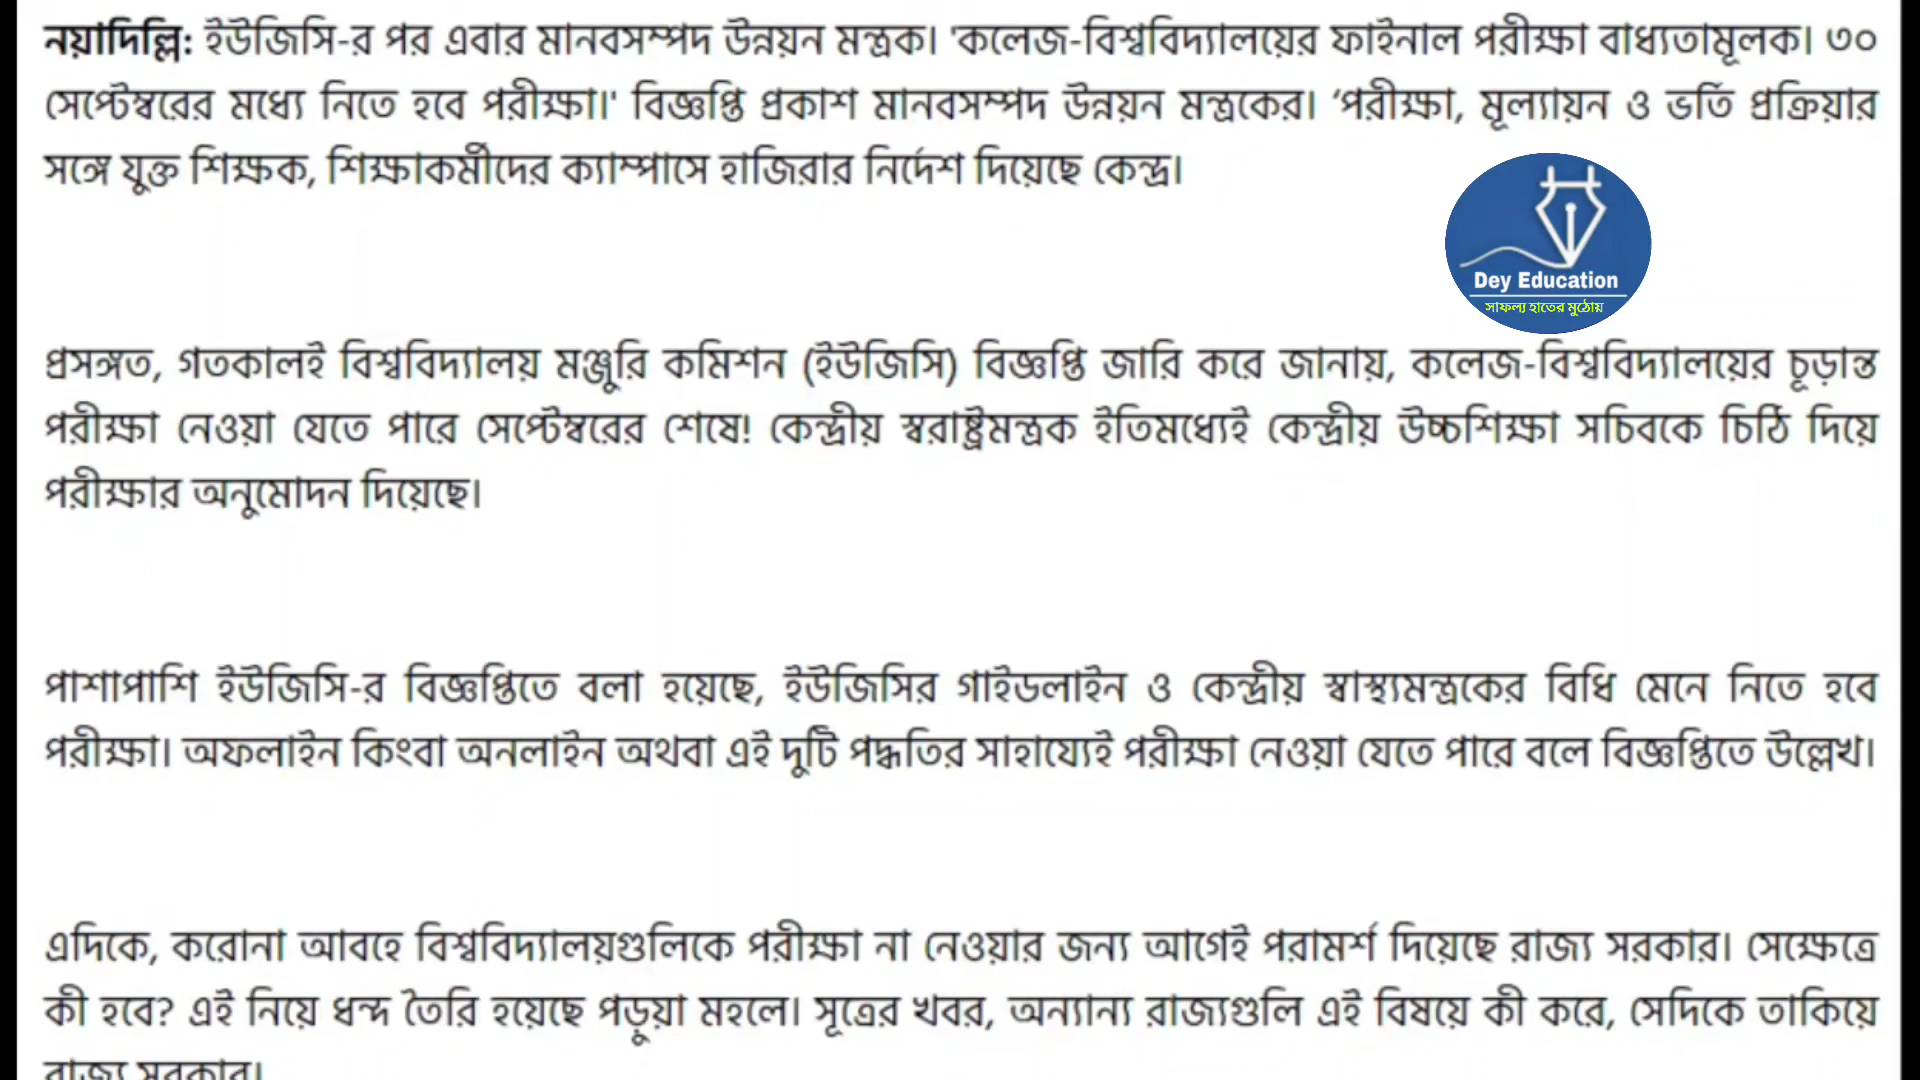 নয়াদিল্লি: ইউজিসি-র পর এবার মানবসম্পদ উন্নয়ন মন্ত্রক। 'কলেজ-বিশ্ববিদ্যালয়ের ফাইনাল পরীক্ষা বাধ্যতামূলক। ৩০
সেপ্টেম্বরের মধ্যে নিতে হবে পরীক্ষা।' বিজ্ঞপ্তি প্রকাশ মানবসম্পদ উন্নয়ন মন্ত্রকের। ‘পরীক্ষা, মূল্যায়ন ও ভর্তি প্রক্রিয়ার
সঙ্গে যুক্ত শিক্ষক, শিক্ষাকর্মীদের ক্যাম্পাসে হাজিরার নির্দেশ দিয়েছে কেন্দ্র।
Dey Education
সাফল্য হাতের মুঠোয়
প্রসঙ্গত, গতকালই বিশ্ববিদ্যালয় মঞ্জুরি কমিশন (ইউজিসি) বিজ্ঞপ্তি জারি করে জানায়, কলেজ-বিশ্ববিদ্যালয়ের চূড়ান্ত
পরীক্ষা নেওয়া যেতে পারে সেপ্টেম্বরের শেষে! কেন্দ্রীয় স্বরাষ্ট্রমন্ত্রক ইতিমধ্যেই কেন্দ্রীয় উচ্চশিক্ষা সচিবকে চিঠি দিয়ে
পরীক্ষার অনুমোদন দিয়েছে।
পাশাপাশি ইউজিসি-র বিজ্ঞপ্তিতে বলা হয়েছে, ইউজিসির গাইডলাইন ও কেন্দ্রীয় স্বাস্থ্যমন্ত্রকের বিধি মেনে নিতে হবে
পরীক্ষা। অফলাইন কিংবা অনলাইন অথবা এই দুটি পদ্ধতির সাহায্যেই পরীক্ষা নেওয়া যেতে পারে বলে বিজ্ঞপ্তিতে উল্লেখ।
এদিকে, করোনা আবহে বিশ্ববিদ্যালয়গুলিকে পরীক্ষা না নেওয়ার জন্য আগেই পরামর্শ দিয়েছে রাজ্য সরকার। সেক্ষেত্রে
কী হবে? এই নিয়ে ধন্দ তৈরি হয়েছে পড়ুয়া মহলে। সূত্রের খবর, অন্যান্য রাজ্যগুলি এই বিষয়ে কী করে, সেদিকে তাকিয়ে
রাজ্য সরকার।